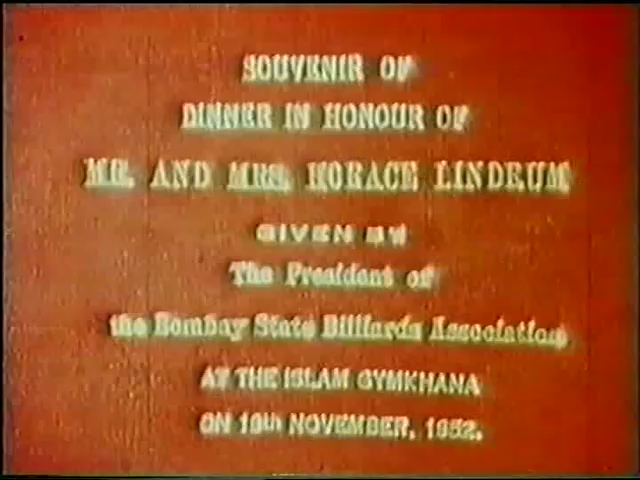 SOUVENIR OF
DINNER IN HONOUR OF
MR. AND MRS. HORACE LINDRUM
GIVEN BY
The President of
the Bombay State Billiards Association
AT THE ISLAM GYMKHANA
ON NOVEMBER, 1952.